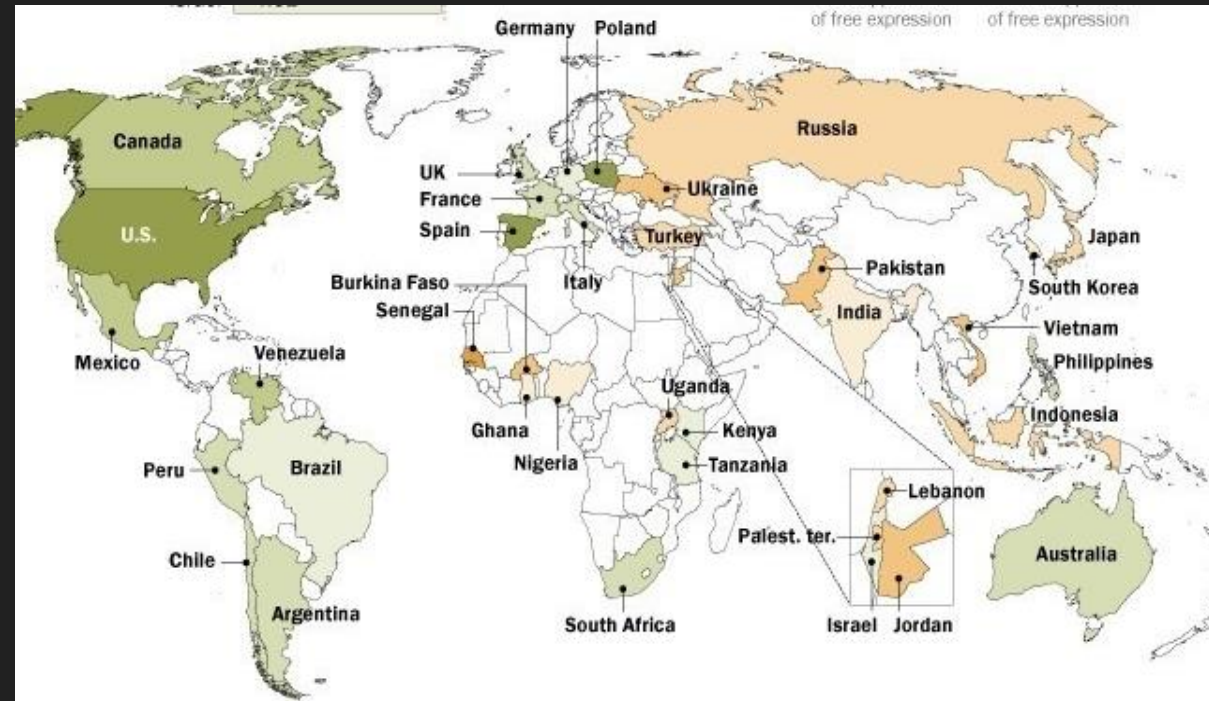 of free expression
of free expression
Germany
Poland
Canada
Russia
UK
Ukraine
France
U.S.
Spain
Turkey
Japan
Pakistan
Burkina Faso
Italy
South Korea
Senegal
India
Vietnam
Mexico
Venezuela
Philippines
Uganda
Indonesia
Ghana
Kenya
Nigeria
Tanzania
Peru
Brazil
Lebanon
Palest. ter.
Chile
Australia
Argentina
South Africa
Israel
Jordan